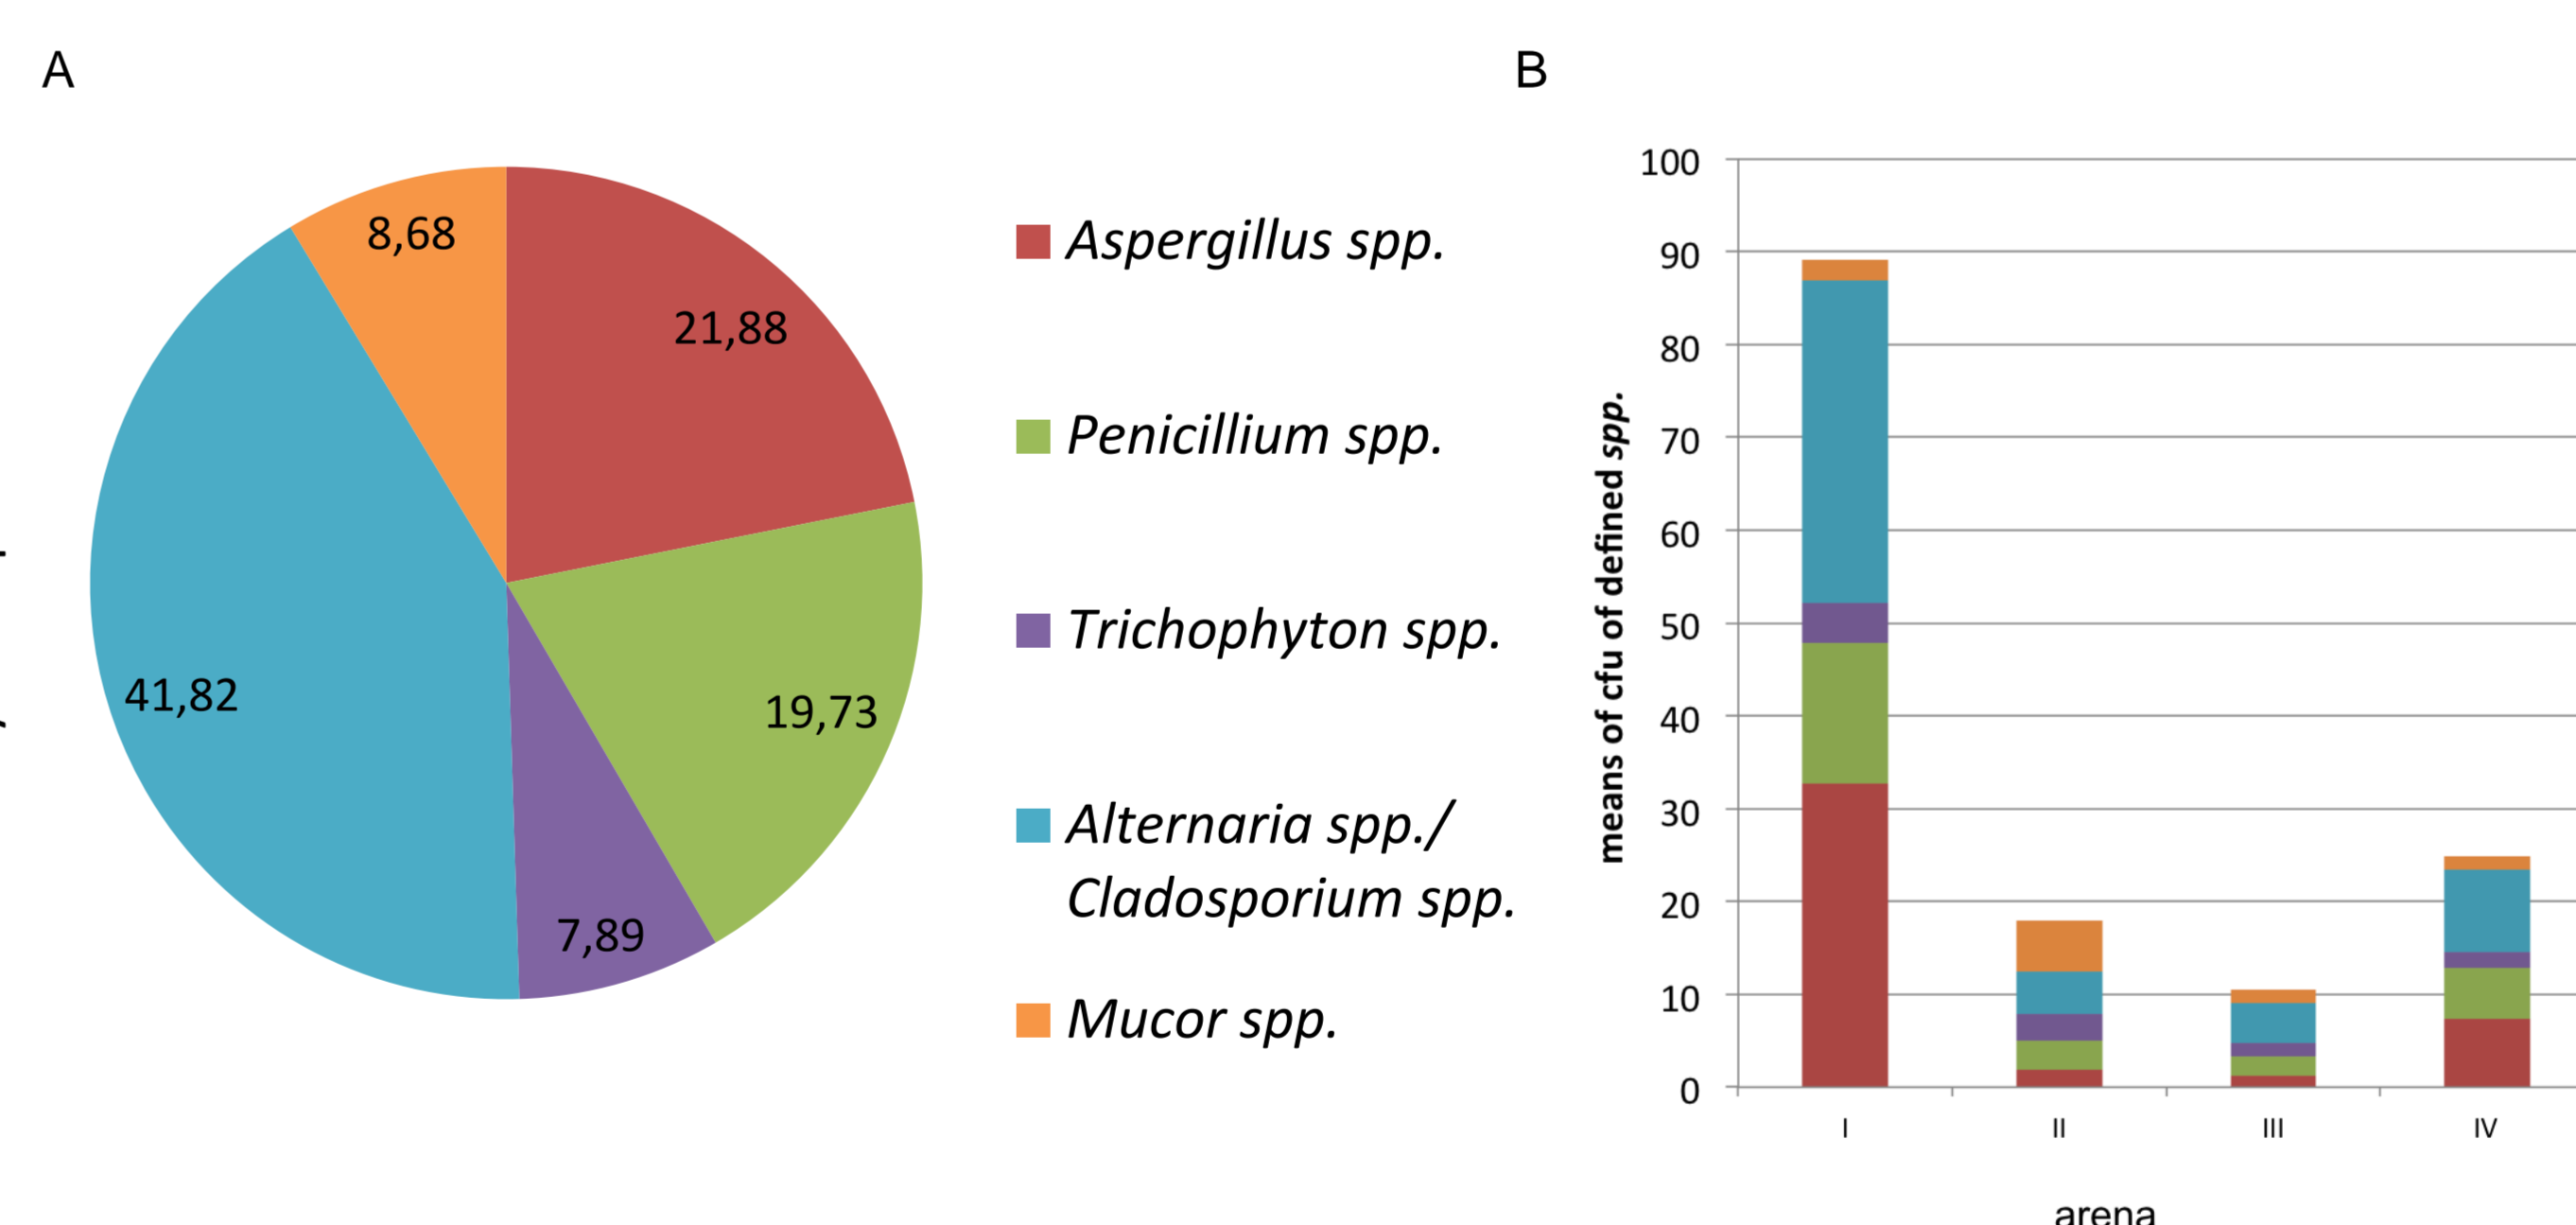 A
8,68
21,88
41,82
19,73
7,89
Aspergillus spp.
Penicillium spp.
Trichophyton spp.
Alternaria spp./
Cladosporium spp.
Mucor spp.
B
means of cfu of defined spp.
100
90
80
70
60
50
40
30
20
10
0
I
II
III
IV
arena